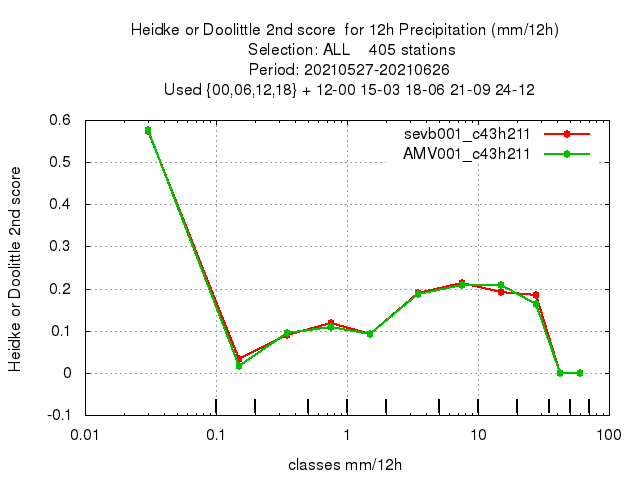 Heidke or Doolittle 2nd score  for 12h Precipitation (mm/12h)
Selection: ALL    405 stations
Period: 20210527-20210626
Used {00,06,12,18} + 12-00 15-03 18-06 21-09 24-12
sevb001_c43h211
AMV001_c43h211
Heidke or Doolittle 2nd score
0.6
0.5
0.4
0.3
0.2
0.1
0
-0.1
0.01 0.1 1 10 100
classes mm/12h